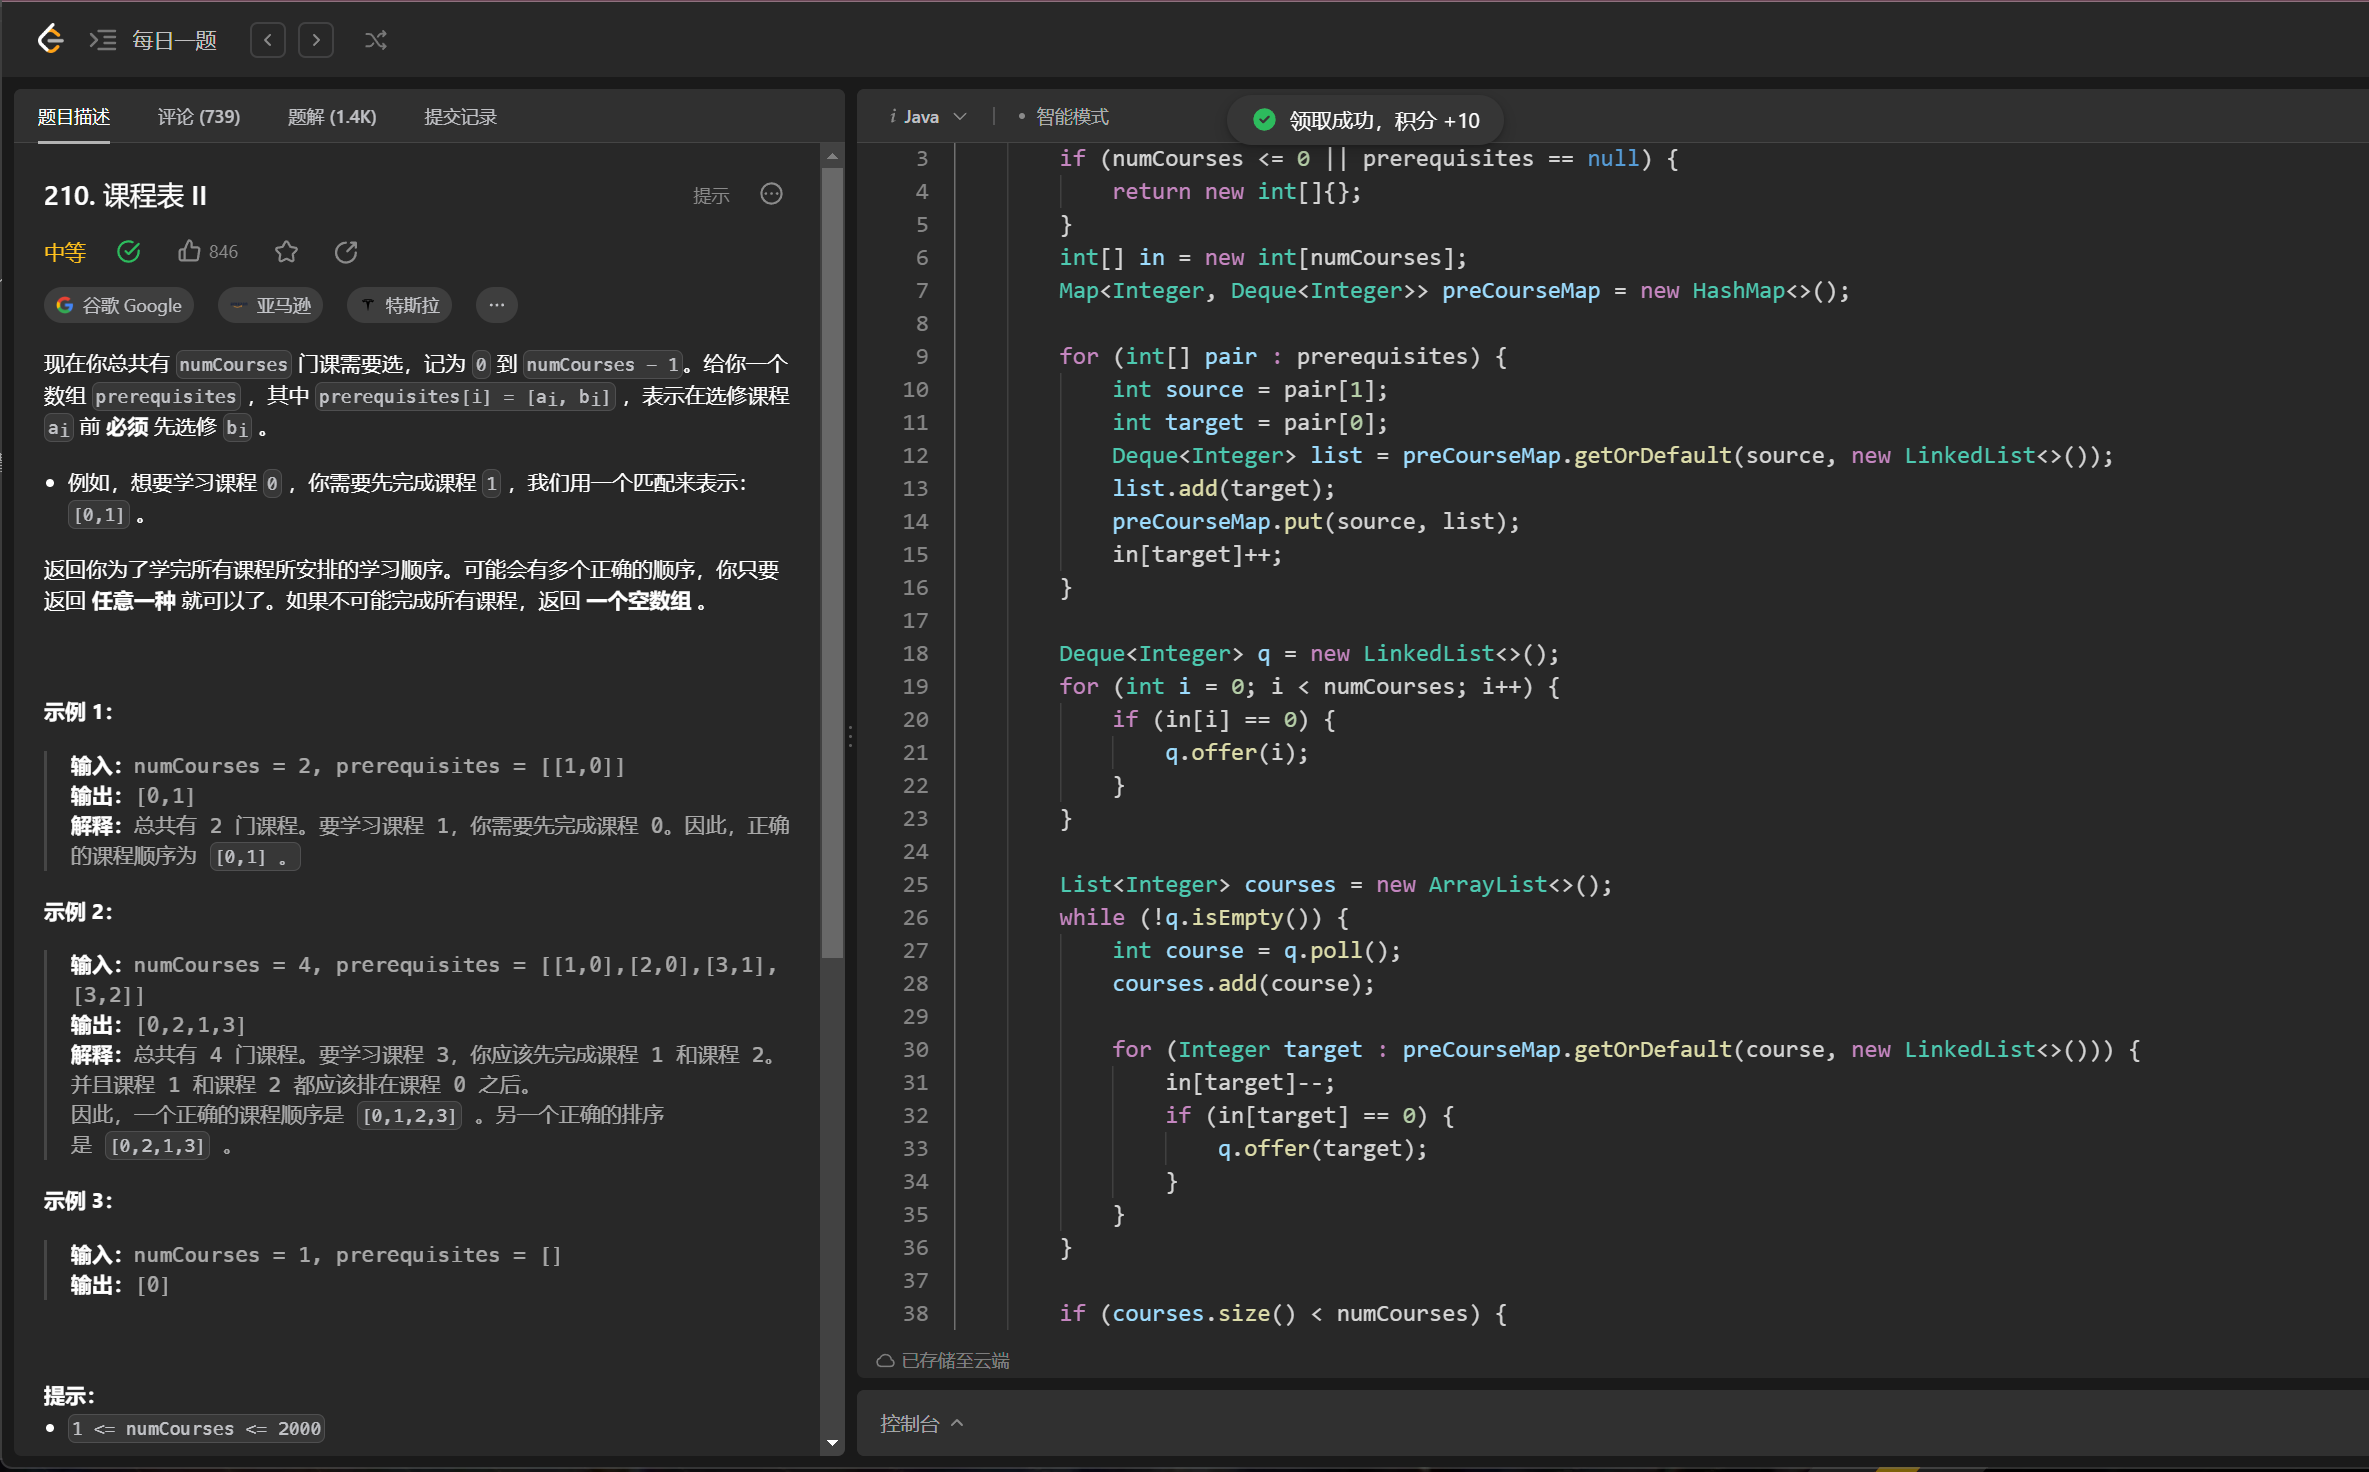 每日一题
题目描述 评论 (739) 题解 (1.4K) 提交记录
210. 课程表 II 提示
中等 846
谷歌 Google 亚马逊 特斯拉 ···
现在你总共有 numCourses 门课需要选，记为 0 到 numCourses - 1。给你一个
数组 prerequisites ，其中 prerequisites[i] = [ai, bi] ，表示在选修课程
ai 前 必须 先选修 bi 。
• 例如，想要学习课程 0 ，你需要先完成课程 1 ，我们用一个匹配来表示：
[0,1] 。
返回你为了学完所有课程所安排的学习顺序。可能会有多个正确的顺序，你只要
返回 任意一种 就可以了。如果不可能完成所有课程，返回 一个空数组 。
示例 1：
输入：numCourses = 2, prerequisites = [[1,0]]
输出：[0,1]
解释：总共有 2 门课程。要学习课程 1，你需要先完成课程 0。因此，正确
的课程顺序为 [0,1] 。
示例 2：
输入：numCourses = 4, prerequisites = [[1,0],[2,0],[3,1],
[3,2]]
输出：[0,2,1,3]
解释：总共有 4 门课程。要学习课程 3，你应该先完成课程 1 和课程 2。
并且课程 1 和课程 2 都应该排在课程 0 之后。
因此，一个正确的课程顺序是 [0,1,2,3] 。另一个正确的排序
是 [0,2,1,3] 。
示例 3：
输入：numCourses = 1, prerequisites = []
输出：[0]
提示：
• 1 <= numCourses <= 2000
i Java • 智能模式
领取成功，积分 +10
3 if (numCourses <= 0 || prerequisites == null) {
4 return new int[]{};
5 }
6 int[] in = new int[numCourses];
7 Map<Integer, Deque<Integer>> preCourseMap = new HashMap<>();
8
9 for (int[] pair : prerequisites) {
10 int source = pair[1];
11 int target = pair[0];
12 Deque<Integer> list = preCourseMap.getOrDefault(source, new LinkedList<>());
13 list.add(target);
14 preCourseMap.put(source, list);
15 in[target]++;
16 }
17
18 Deque<Integer> q = new LinkedList<>();
19 for (int i = 0; i < numCourses; i++) {
20 if (in[i] == 0) {
21 q.offer(i);
22 }
23 }
24
25 List<Integer> courses = new ArrayList<>();
26 while (!q.isEmpty()) {
27 int course = q.poll();
28 courses.add(course);
29
30 for (Integer target : preCourseMap.getOrDefault(course, new LinkedList<>())) {
31 in[target]--;
32 if (in[target] == 0) {
33 q.offer(target);
34 }
35 }
36 }
37
38 if (courses.size() < numCourses) {
已存储至云端
控制台